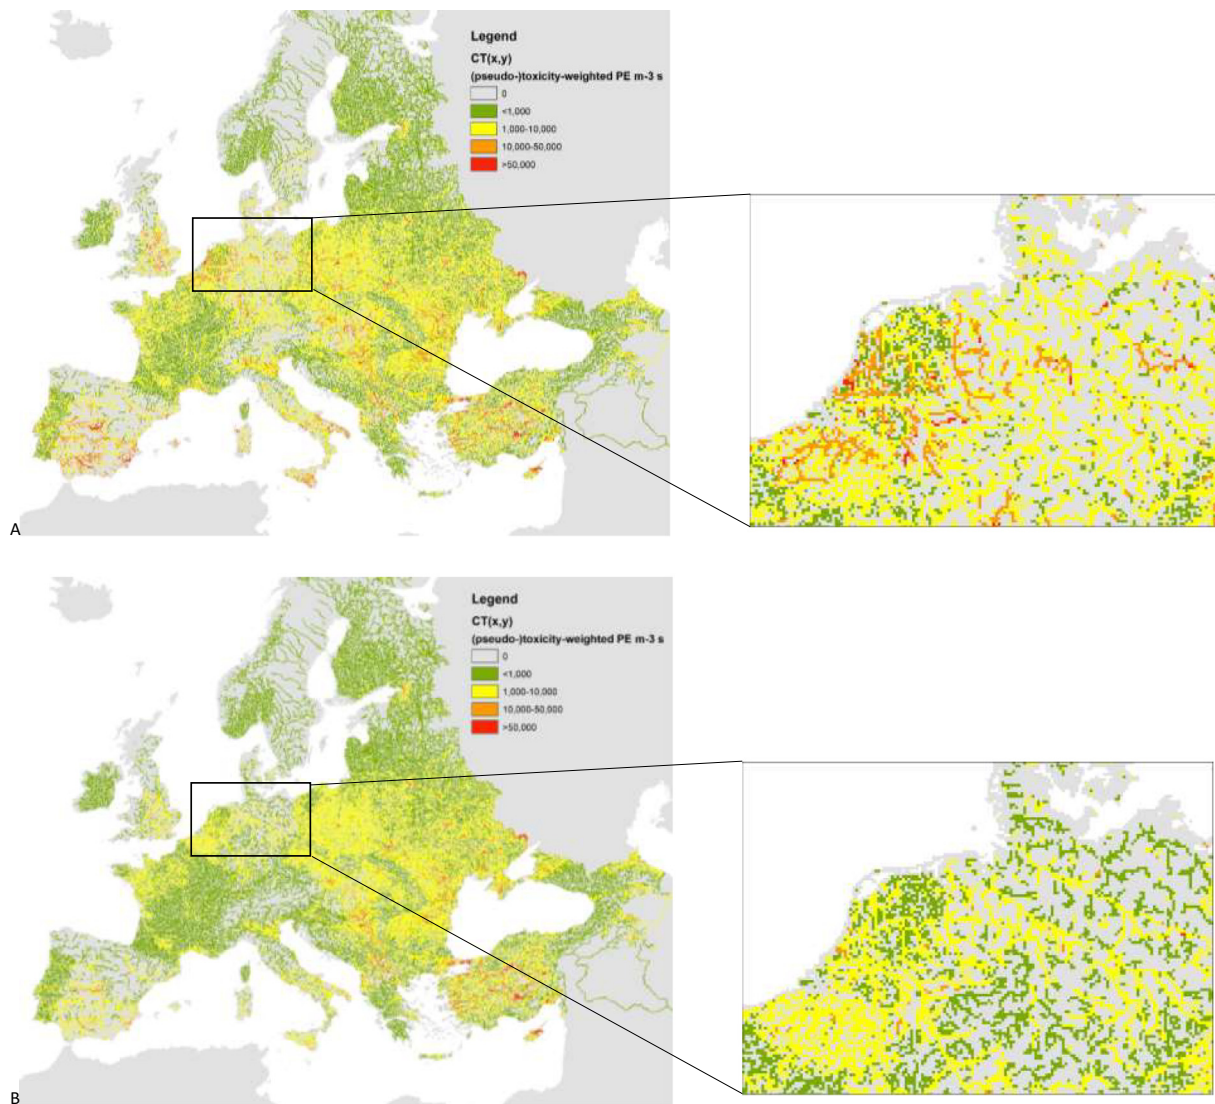 Legend
CT(x,y)
(pseudo-)toxicity-weighted PE m-3 s
0
<1,000
1,000-10,000
10,000-50,000
>50,000
A
Legend
CT(x,y)
(pseudo-)toxicity-weighted PE m-3 s
0
<1,000
1,000-10,000
10,000-50,000
>50,000
B